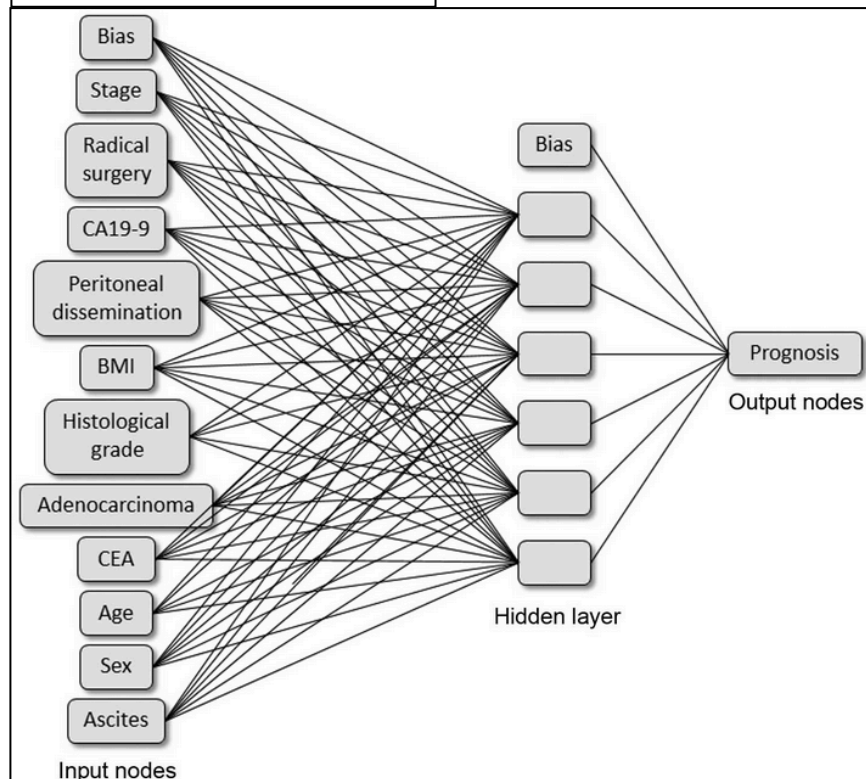 Bias
Stage
Radical
surgery
CA19-9
Peritoneal
dissemination
BMI
Histological
grade
Adenocarcinoma
CEA
Age
Sex
Ascites
Input nodes
Bias
Hidden layer
Prognosis
Output nodes